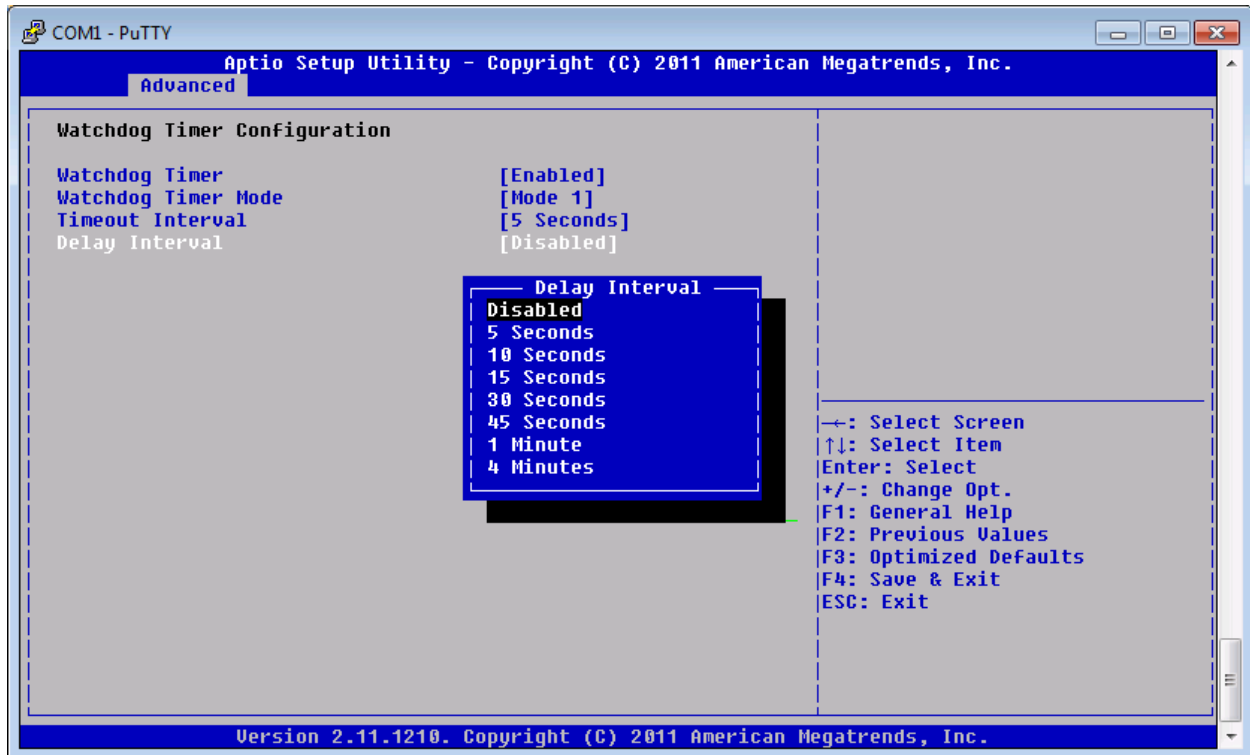 COM1 - PuTTY
Aptio Setup Utility - Copyright (C) 2011 American Megatrends, Inc.
Advanced
Watchdog Timer Configuration
Watchdog Timer [Enabled]
Watchdog Timer Mode [Mode 1]
Timeout Interval [5 Seconds]
Delay Interval [Disabled]
Delay Interval
Disabled
5 Seconds
10 Seconds
15 Seconds
30 Seconds
45 Seconds
1 Minute
4 Minutes
→←: Select Screen
↑↓: Select Item
Enter: Select
+/-: Change Opt.
F1: General Help
F2: Previous Values
F3: Optimized Defaults
F4: Save & Exit
ESC: Exit
Version 2.11.1210. Copyright (C) 2011 American Megatrends, Inc.